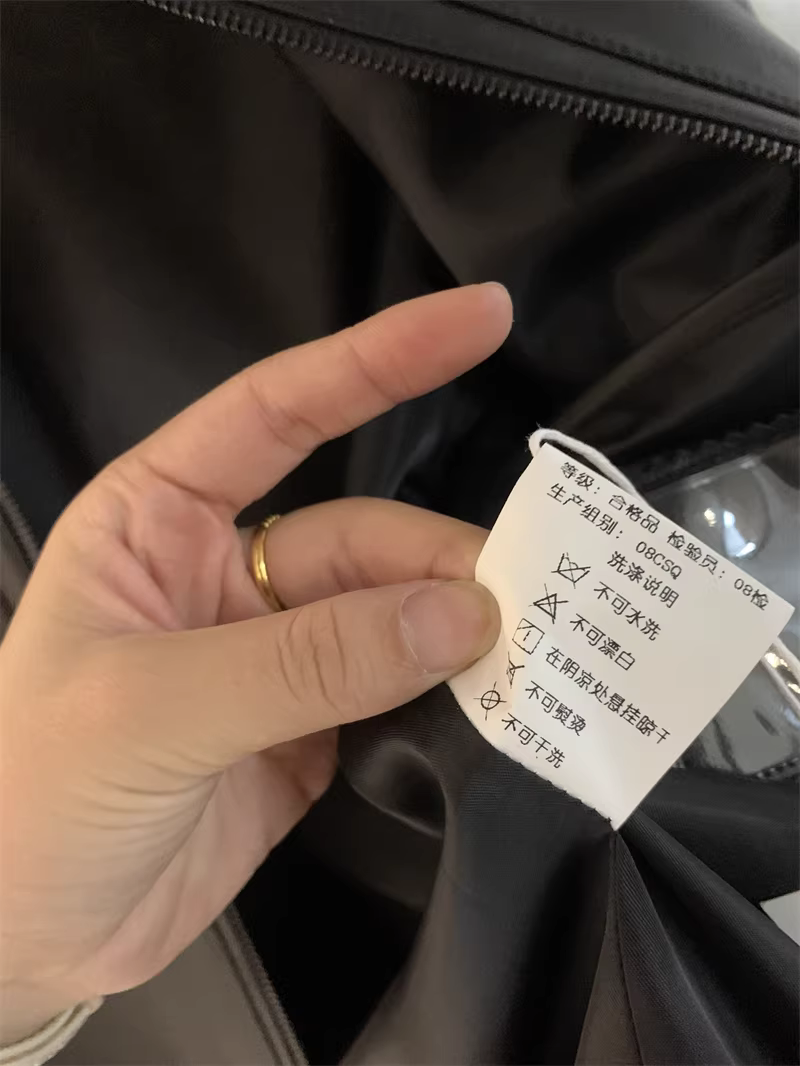 等级：合格品 检验员：08检
生产组别：08CSQ
洗涤说明
不可水洗
不可漂白
在阴凉处悬挂晾干
不可熨烫
不可干洗